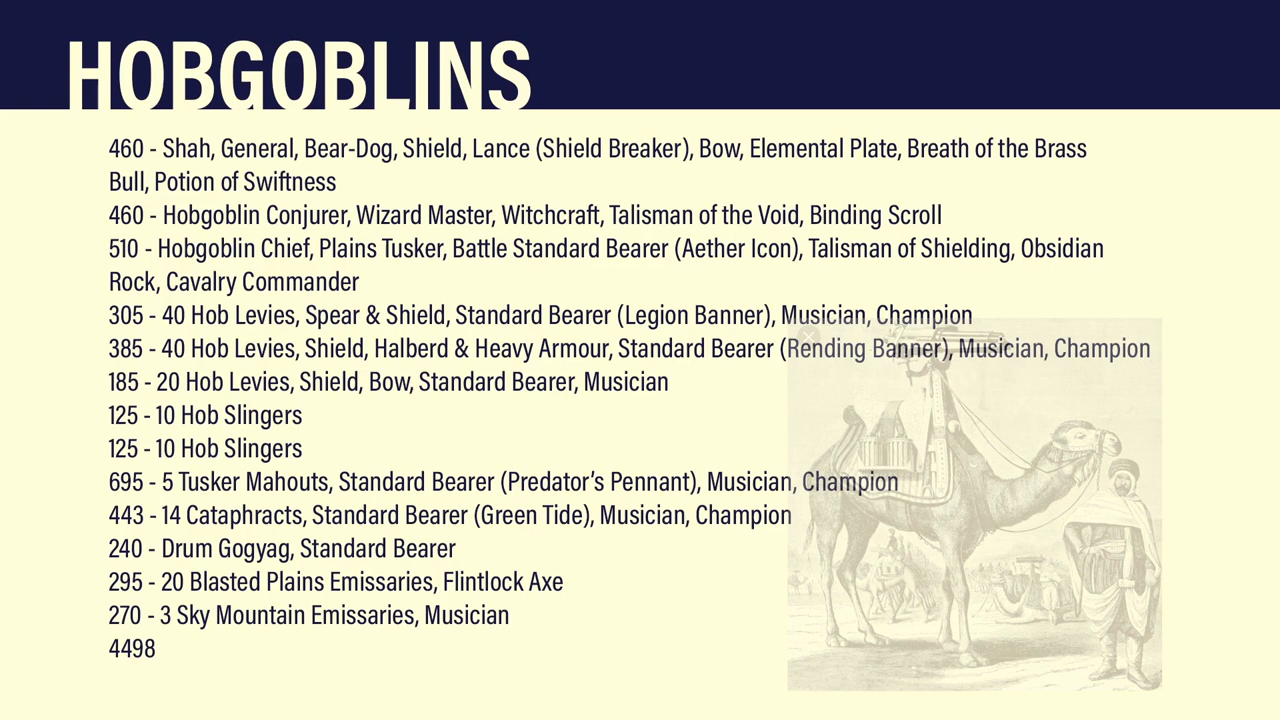 HOBGOBLINS
460 - Shah, General, Bear-Dog, Shield, Lance (Shield Breaker), Bow, Elemental Plate, Breath of the Brass
Bull, Potion of Swiftness
460 - Hobgoblin Conjurer, Wizard Master, Witchcraft, Talisman of the Void, Binding Scroll
510 - Hobgoblin Chief, Plains Tusker, Battle Standard Bearer (Aether Icon), Talisman of Shielding, Obsidian
Rock, Cavalry Commander
305 - 40 Hob Levies, Spear & Shield, Standard Bearer (Legion Banner), Musician, Champion
385 - 40 Hob Levies, Shield, Halberd & Heavy Armour, Standard Bearer (Rending Banner), Musician, Champion
185 - 20 Hob Levies, Shield, Bow, Standard Bearer, Musician
125 - 10 Hob Slingers
125 - 10 Hob Slingers
695 - 5 Tusker Mahouts, Standard Bearer (Predator’s Pennant), Musician, Champion
443 - 14 Cataphracts, Standard Bearer (Green Tide), Musician, Champion
240 - Drum Gogyag, Standard Bearer
295 - 20 Blasted Plains Emissaries, Flintlock Axe
270 - 3 Sky Mountain Emissaries, Musician
4498